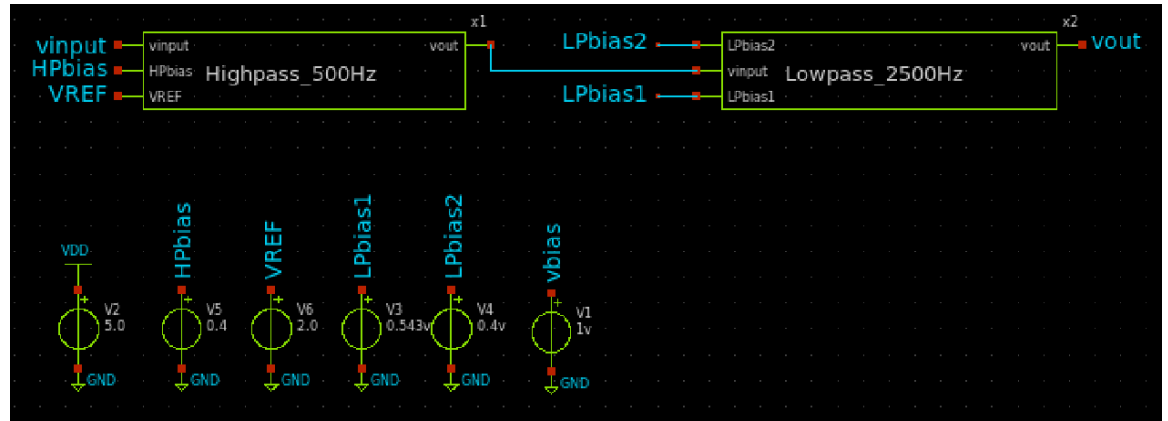 x1
x2
vinput
vinput
vout
LPbias2
LPbias2
vout
vout
HPbias
HPbias
Highpass_500Hz
vinput
Lowpass_2500Hz
VREF
VREF
LPbias1
LPbias1
VDD
HPbias
VREF
LPbias1
LPbias2
vbias
V2
5.0
V5
0.4
V6
2.0
V3
0.543v
V4
0.4v
V1
1v
GND
GND
GND
GND
GND
GND